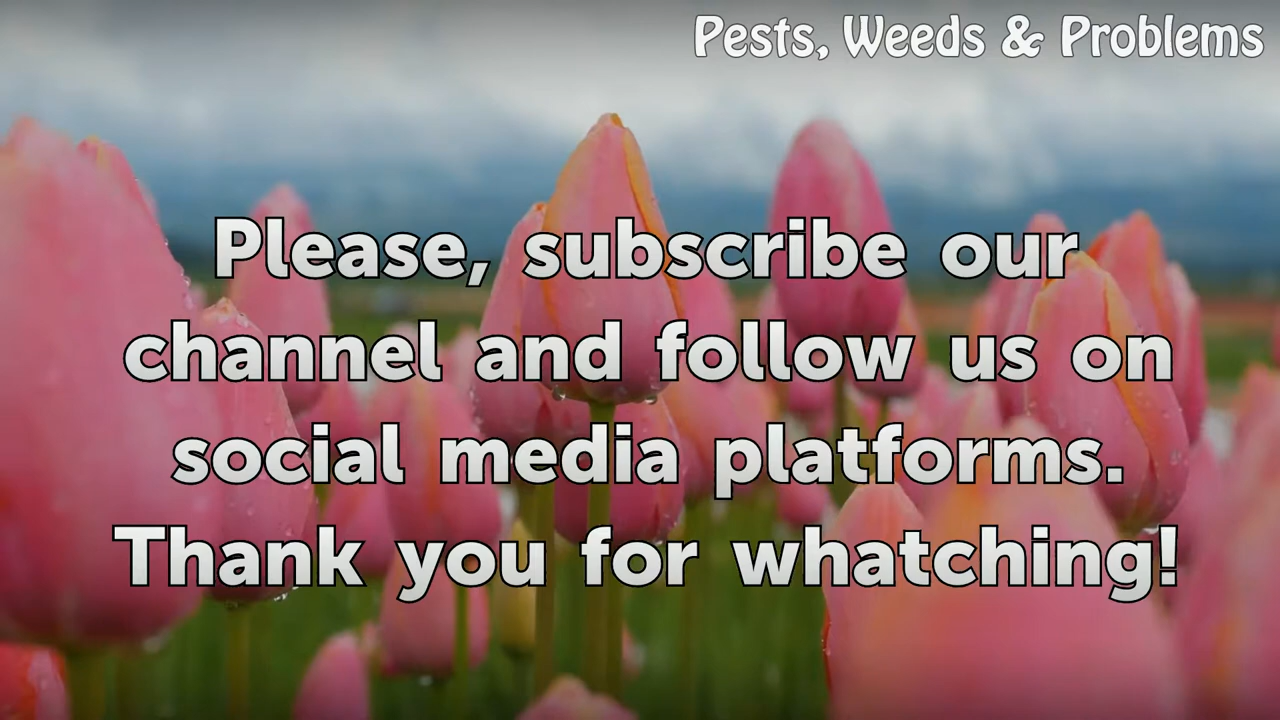 Pests, Weeds & Problems
Please, subscribe our
channel and follow us on
social media platforms.
Thank you for whatching!